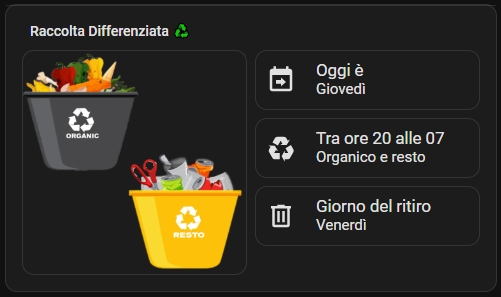 Raccolta Differenziata
ORGANIC
RESTO
Oggi è
Giovedì
Tra ore 20 alle 07
Organico e resto
Giorno del ritiro
Venerdì